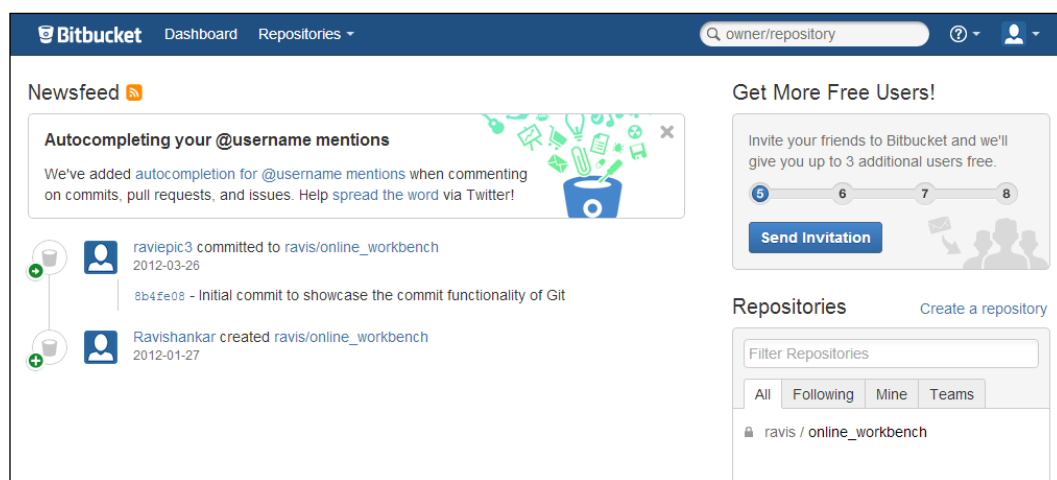 Bitbucket Dashboard Repositories owner/repository
Newsfeed
Autocompleting your @username mentions
We've added autocompletion for @username mentions when commenting
on commits, pull requests, and issues. Help spread the word via Twitter!
raviepic3 committed to ravis/online_workbench
2012-03-26
8b4fe08 - Initial commit to showcase the commit functionality of Git
Ravishankar created ravis/online_workbench
2012-01-27
Get More Free Users!
Invite your friends to Bitbucket and we'll
give you up to 3 additional users free.
5 6 7 8
Send Invitation
Repositories Create a repository
Filter Repositories
All Following Mine Teams
ravis / online_workbench